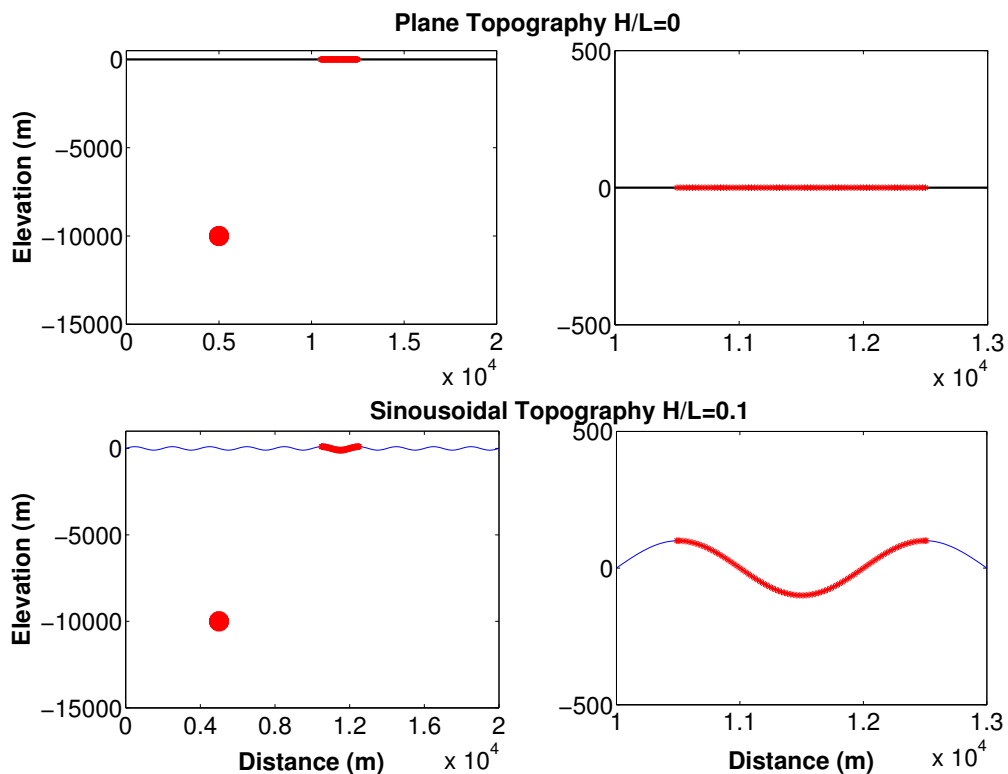 Plane Topography H/L=0
Elevation (m)
0
−5000
−10000
−15000
0 0.5 1 1.5 2
x 10^4
500
0
−500
1 1.1 1.2 1.3
x 10^4
Sinousoidal Topography H/L=0.1
Elevation (m)
0
−5000
−10000
−15000
0 0.4 0.8 1.2 1.6 2
x 10^4
Distance (m)
500
0
−500
1 1.1 1.2 1.3
x 10^4
Distance (m)